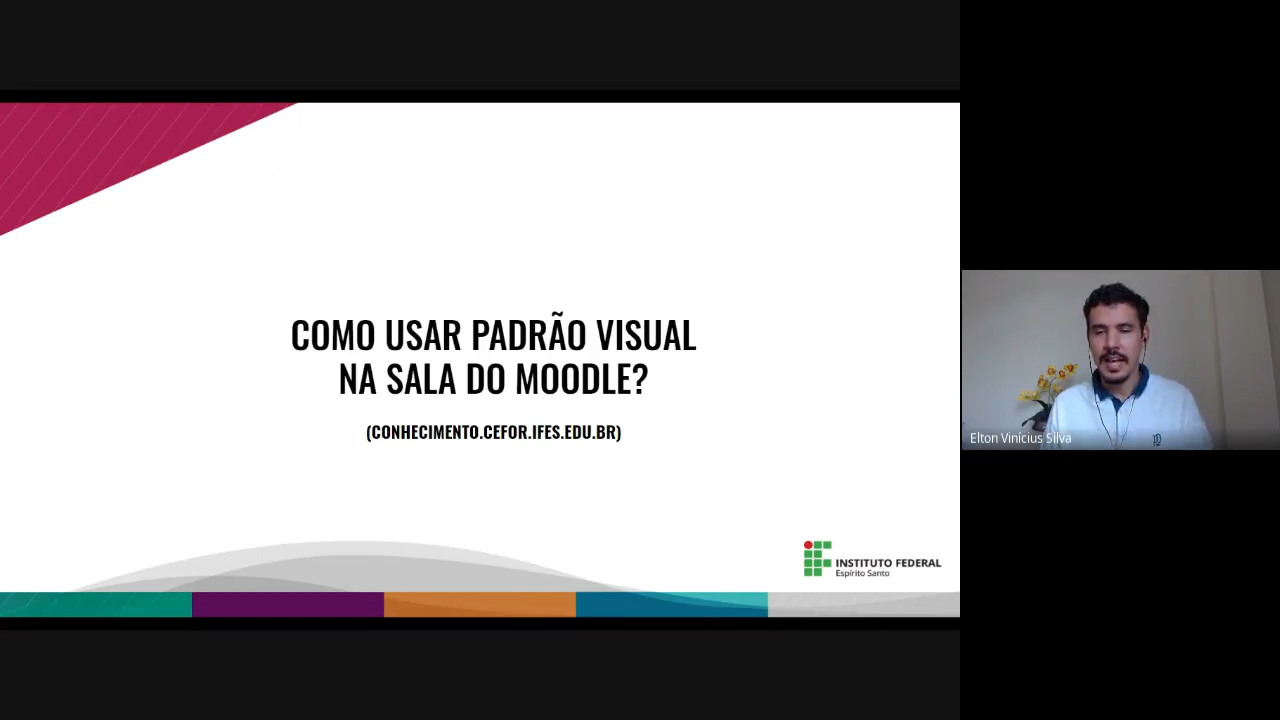 COMO USAR PADRÃO VISUAL
NA SALA DO MOODLE?
(CONHECIMENTO.CEFOR.IFES.EDU.BR)
INSTITUTO FEDERAL
Espírito Santo
Elton Vinícius Silva